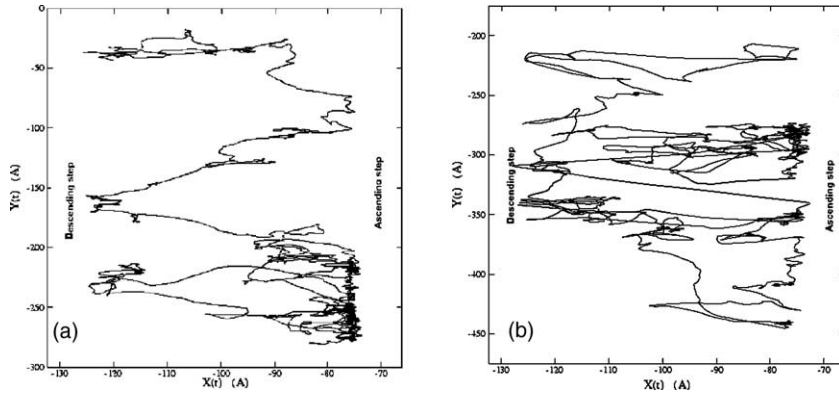 0
-50
-100
-150
-200
-250
-300
Y(t) (A)
Descending step
Ascending step
(a)
-130
-120
-110
-100
-90
-80
-70
X(t) (A)
-200
-250
-300
-350
-400
-450
Y(t) (A)
Descending step
Ascending step
(b)
-130
-120
-110
-100
-90
-80
-70
X(t) (A)